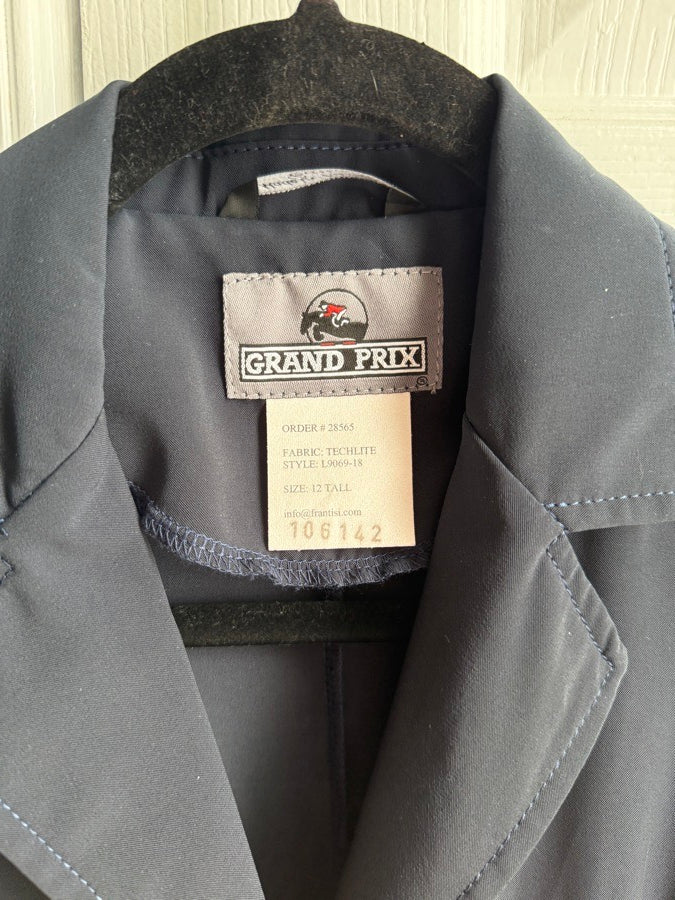 GRAND PRIX
®
ORDER # 28565
FABRIC: TECHLITE
STYLE: L9069-18
SIZE: 12 TALL
info@frantisi.com
106142